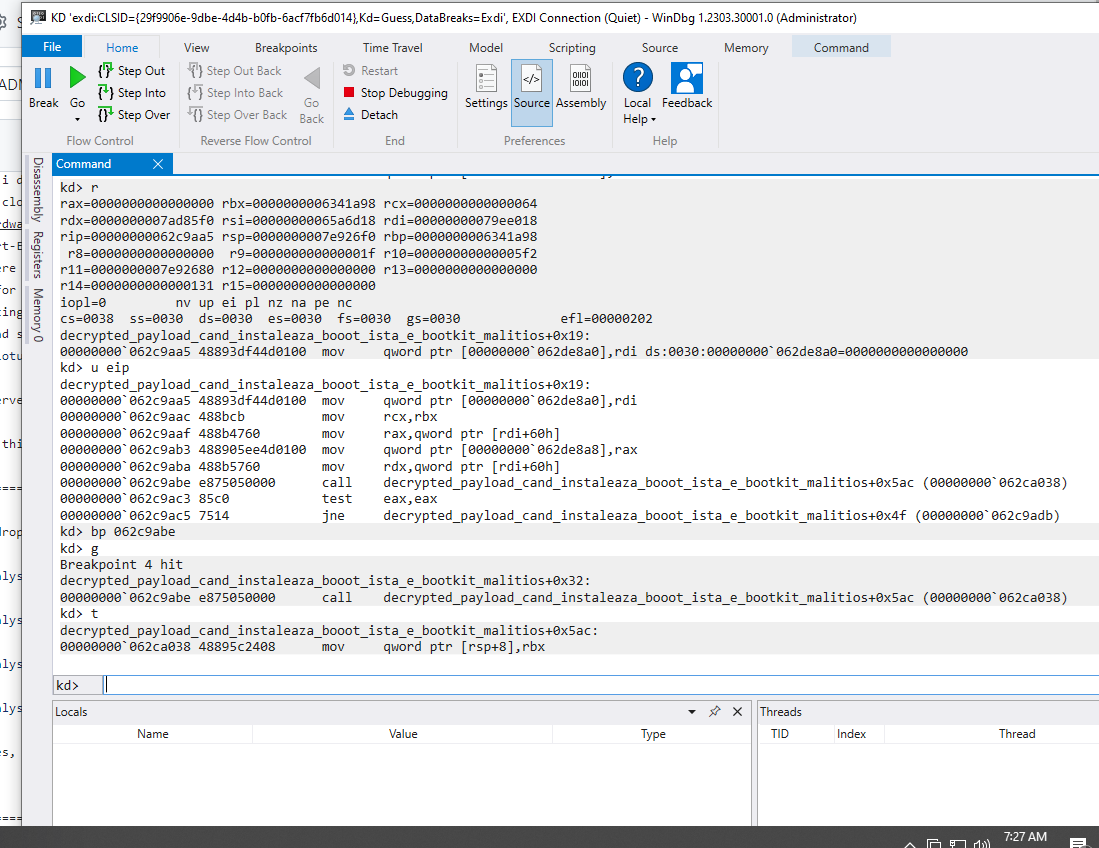 KD 'exdi:CLSID={29f9906e-9dbe-4d4b-b0fb-6acf7fb6d014},Kd=Guess,DataBreaks=Exdi', EXDI Connection (Quiet) - WinDbg 1.2303.30001.0 (Administrator)
File Home View Breakpoints Time Travel Model Scripting Source Memory Command
Break
Go
Step Out
Step Into
Step Over
Flow Control
Step Out Back
Step Into Back
Step Over Back
Go Back
Reverse Flow Control
Restart
Stop Debugging
Detach
End
Settings Source Assembly
Preferences
Local Help
Feedback
Help
Disassembly
Registers
Memory 0
Command
kd> r
rax=0000000000000000 rbx=0000000006341a98 rcx=0000000000000064
rdx=0000000007ad85f0 rsi=00000000065a6d18 rdi=00000000079ee018
rip=00000000062c9aa5 rsp=0000000007e926f0 rbp=0000000006341a98
r8=0000000000000000 r9=000000000000001f r10=00000000000005f2
r11=0000000007e92680 r12=0000000000000000 r13=0000000000000000
r14=0000000000000131 r15=0000000000000000
iopl=0 nv up ei pl nz na pe nc
cs=0038 ss=0030 ds=0030 es=0030 fs=0030 gs=0030 efl=00000202
decrypted_payload_cand_instaleaza_booot_ista_e_bootkit_malitios+0x19:
00000000`062c9aa5 48893df44d0100 mov qword ptr [00000000`062de8a0],rdi ds:0030:00000000`062de8a0=0000000000000000
kd> u eip
decrypted_payload_cand_instaleaza_booot_ista_e_bootkit_malitios+0x19:
00000000`062c9aa5 48893df44d0100 mov qword ptr [00000000`062de8a0],rdi
00000000`062c9aac 488bcb mov rcx,rbx
00000000`062c9aaf 488b4760 mov rax,qword ptr [rdi+60h]
00000000`062c9ab3 488905ee4d0100 mov qword ptr [00000000`062de8a8],rax
00000000`062c9aba 488b5760 mov rdx,qword ptr [rdi+60h]
00000000`062c9abe e875050000 call decrypted_payload_cand_instaleaza_booot_ista_e_bootkit_malitios+0x5ac (00000000`062ca038)
00000000`062c9ac3 85c0 test eax,eax
00000000`062c9ac5 7514 jne decrypted_payload_cand_instaleaza_booot_ista_e_bootkit_malitios+0x4f (00000000`062c9adb)
kd> bp 062c9abe
kd> g
Breakpoint 4 hit
decrypted_payload_cand_instaleaza_booot_ista_e_bootkit_malitios+0x32:
00000000`062c9abe e875050000 call decrypted_payload_cand_instaleaza_booot_ista_e_bootkit_malitios+0x5ac (00000000`062ca038)
kd> t
decrypted_payload_cand_instaleaza_booot_ista_e_bootkit_malitios+0x5ac:
00000000`062ca038 48895c2408 mov qword ptr [rsp+8],rbx
kd>
Locals
Name Value Type
Threads
TID Index Thread
7:27 AM